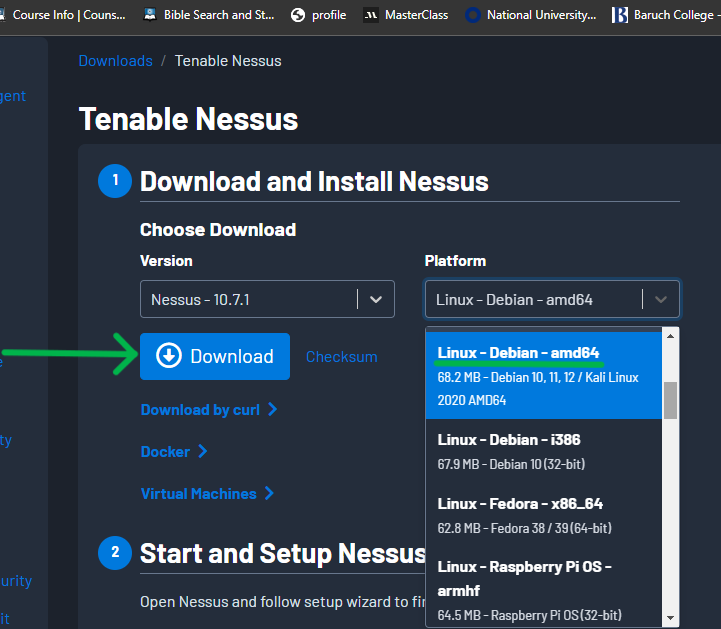 Course Info | Couns...
Bible Search and St...
profile
MasterClass
National University...
Baruch College -
Downloads / Tenable Nessus
gent
Tenable Nessus
1 Download and Install Nessus
Choose Download
Version
Platform
Nessus - 10.7.1
Linux - Debian - amd64
Download
Checksum
Linux - Debian - amd64
68.2 MB - Debian 10, 11, 12 / Kali Linux
2020 AMD64
Download by curl
Linux - Debian - i386
67.9 MB - Debian 10 (32-bit)
ty
Docker
Virtual Machines
Linux - Fedora - x86_64
62.8 MB - Fedora 38 / 39 (64-bit)
2 Start and Setup Nessus
Linux - Raspberry Pi OS -
armhf
64.5 MB - Raspberry Pi OS (32-bit)
urity
Open Nessus and follow setup wizard to fi
it